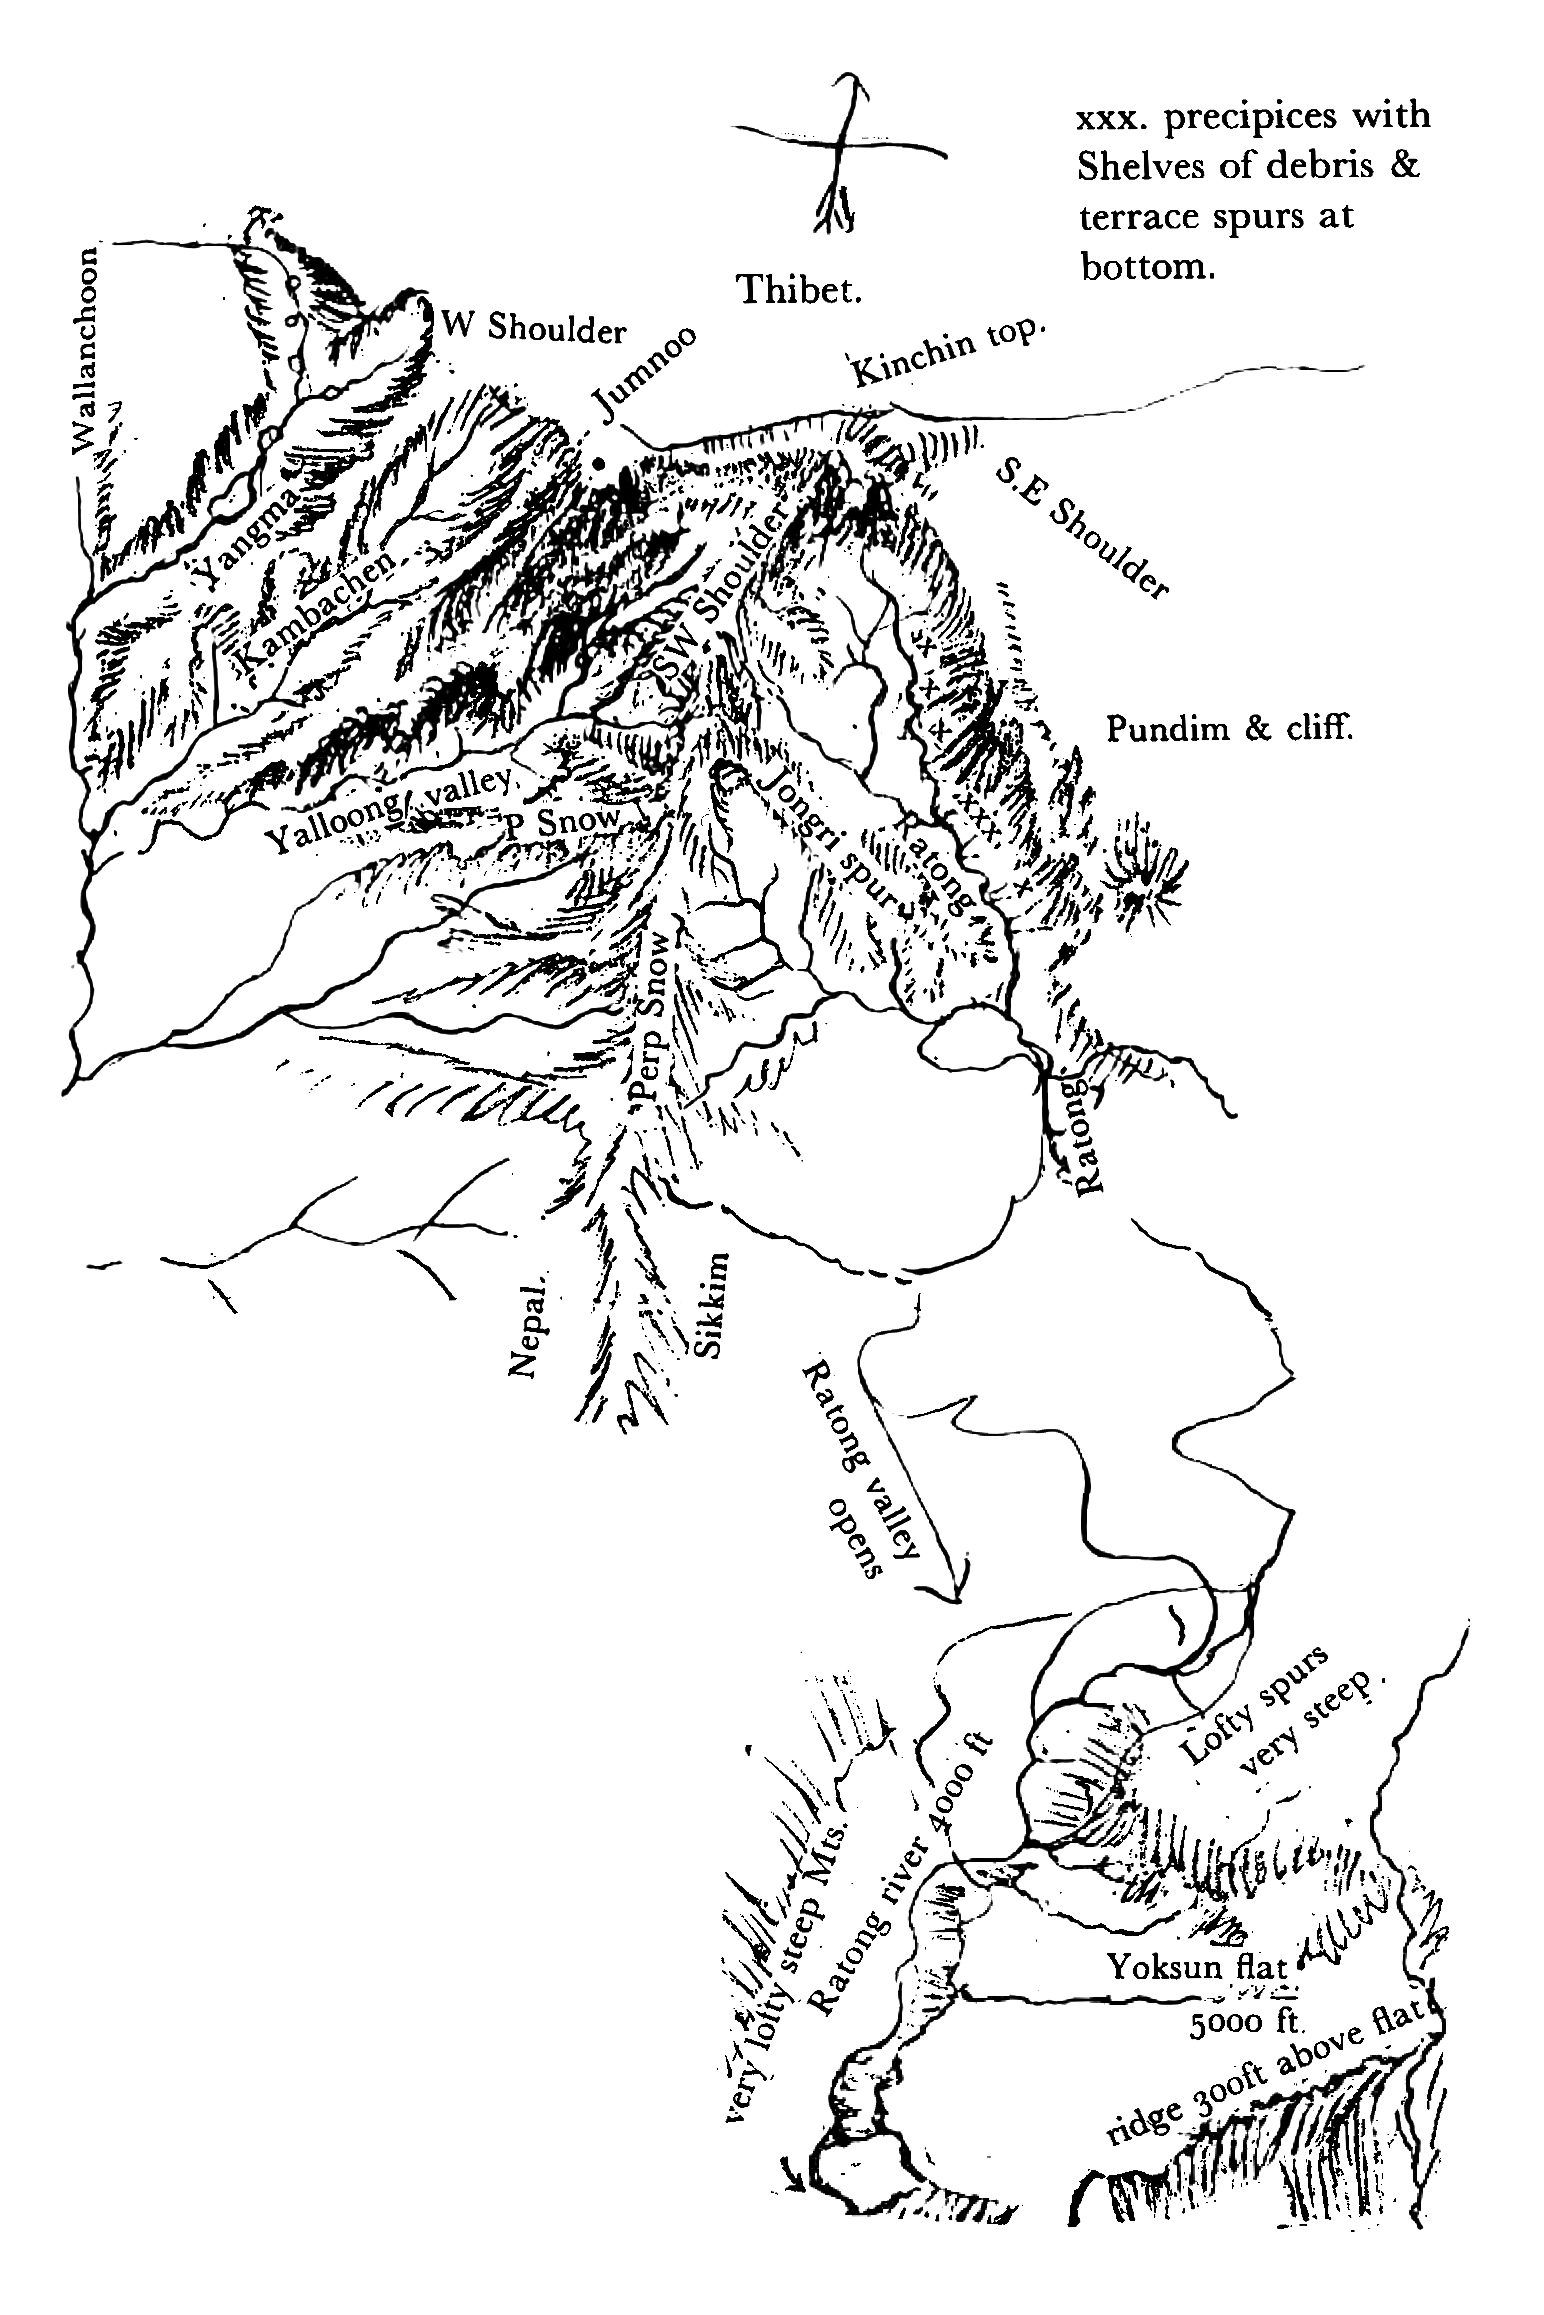 xxx. precipices with
Shelves of debris &
terrace spurs at
bottom.
Thibet.
Wallanchoon
W Shoulder
Jumnoo
Kinchin top.
S.E Shoulder
Yangma
Kambachen
SW Shoulder
x
x
x
xxx
x
Pundim & cliff.
Yalloong valley
P Snow
Jongri spur
atong
Perp Snow
Ratong
Nepal.
Sikkim
Ratong valley
opens
Lofty spurs
very steep.
Ratong river 4000 ft
very lofty steep Mts.
Yoksun flat
5000 ft.
ridge 300ft above flat